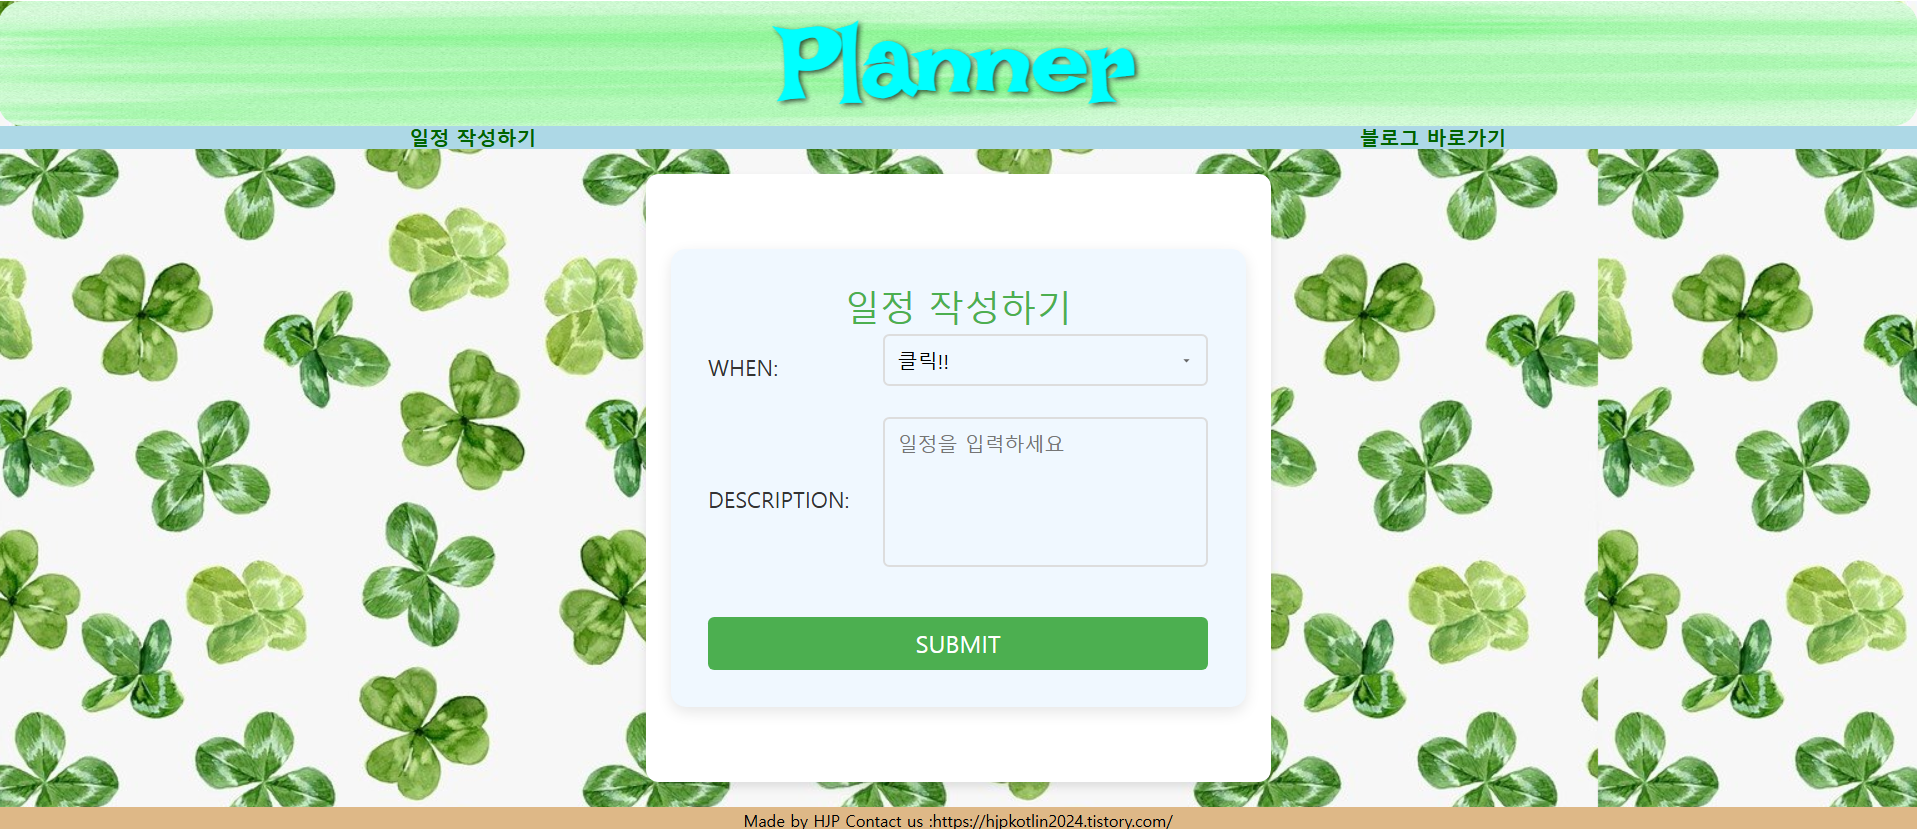 Planner
일정 작성하기
블로그 바로가기
일정 작성하기
WHEN:
클릭!!
DESCRIPTION:
일정을 입력하세요
SUBMIT
Made by HJP Contact us :https://hjpkotlin2024.tistory.com/